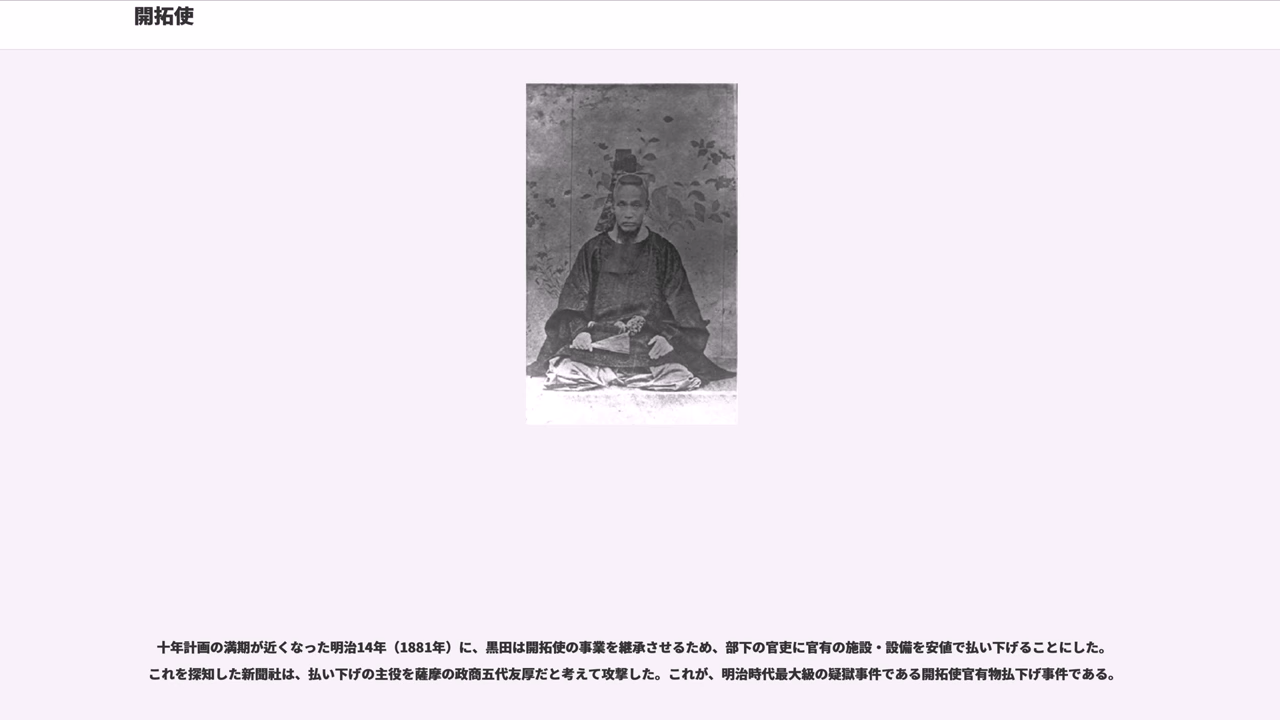 開拓使
十年計画の満期が近くなった明治14年（1881年）に、黒田は開拓使の事業を継承させるため、部下の官吏に官有の施設・設備を安値で払い下げることにした。
これを探知した新聞社は、払い下げの主役を薩摩の政商五代友厚だと考えて攻撃した。これが、明治時代最大級の疑獄事件である開拓使官有物払下げ事件である。